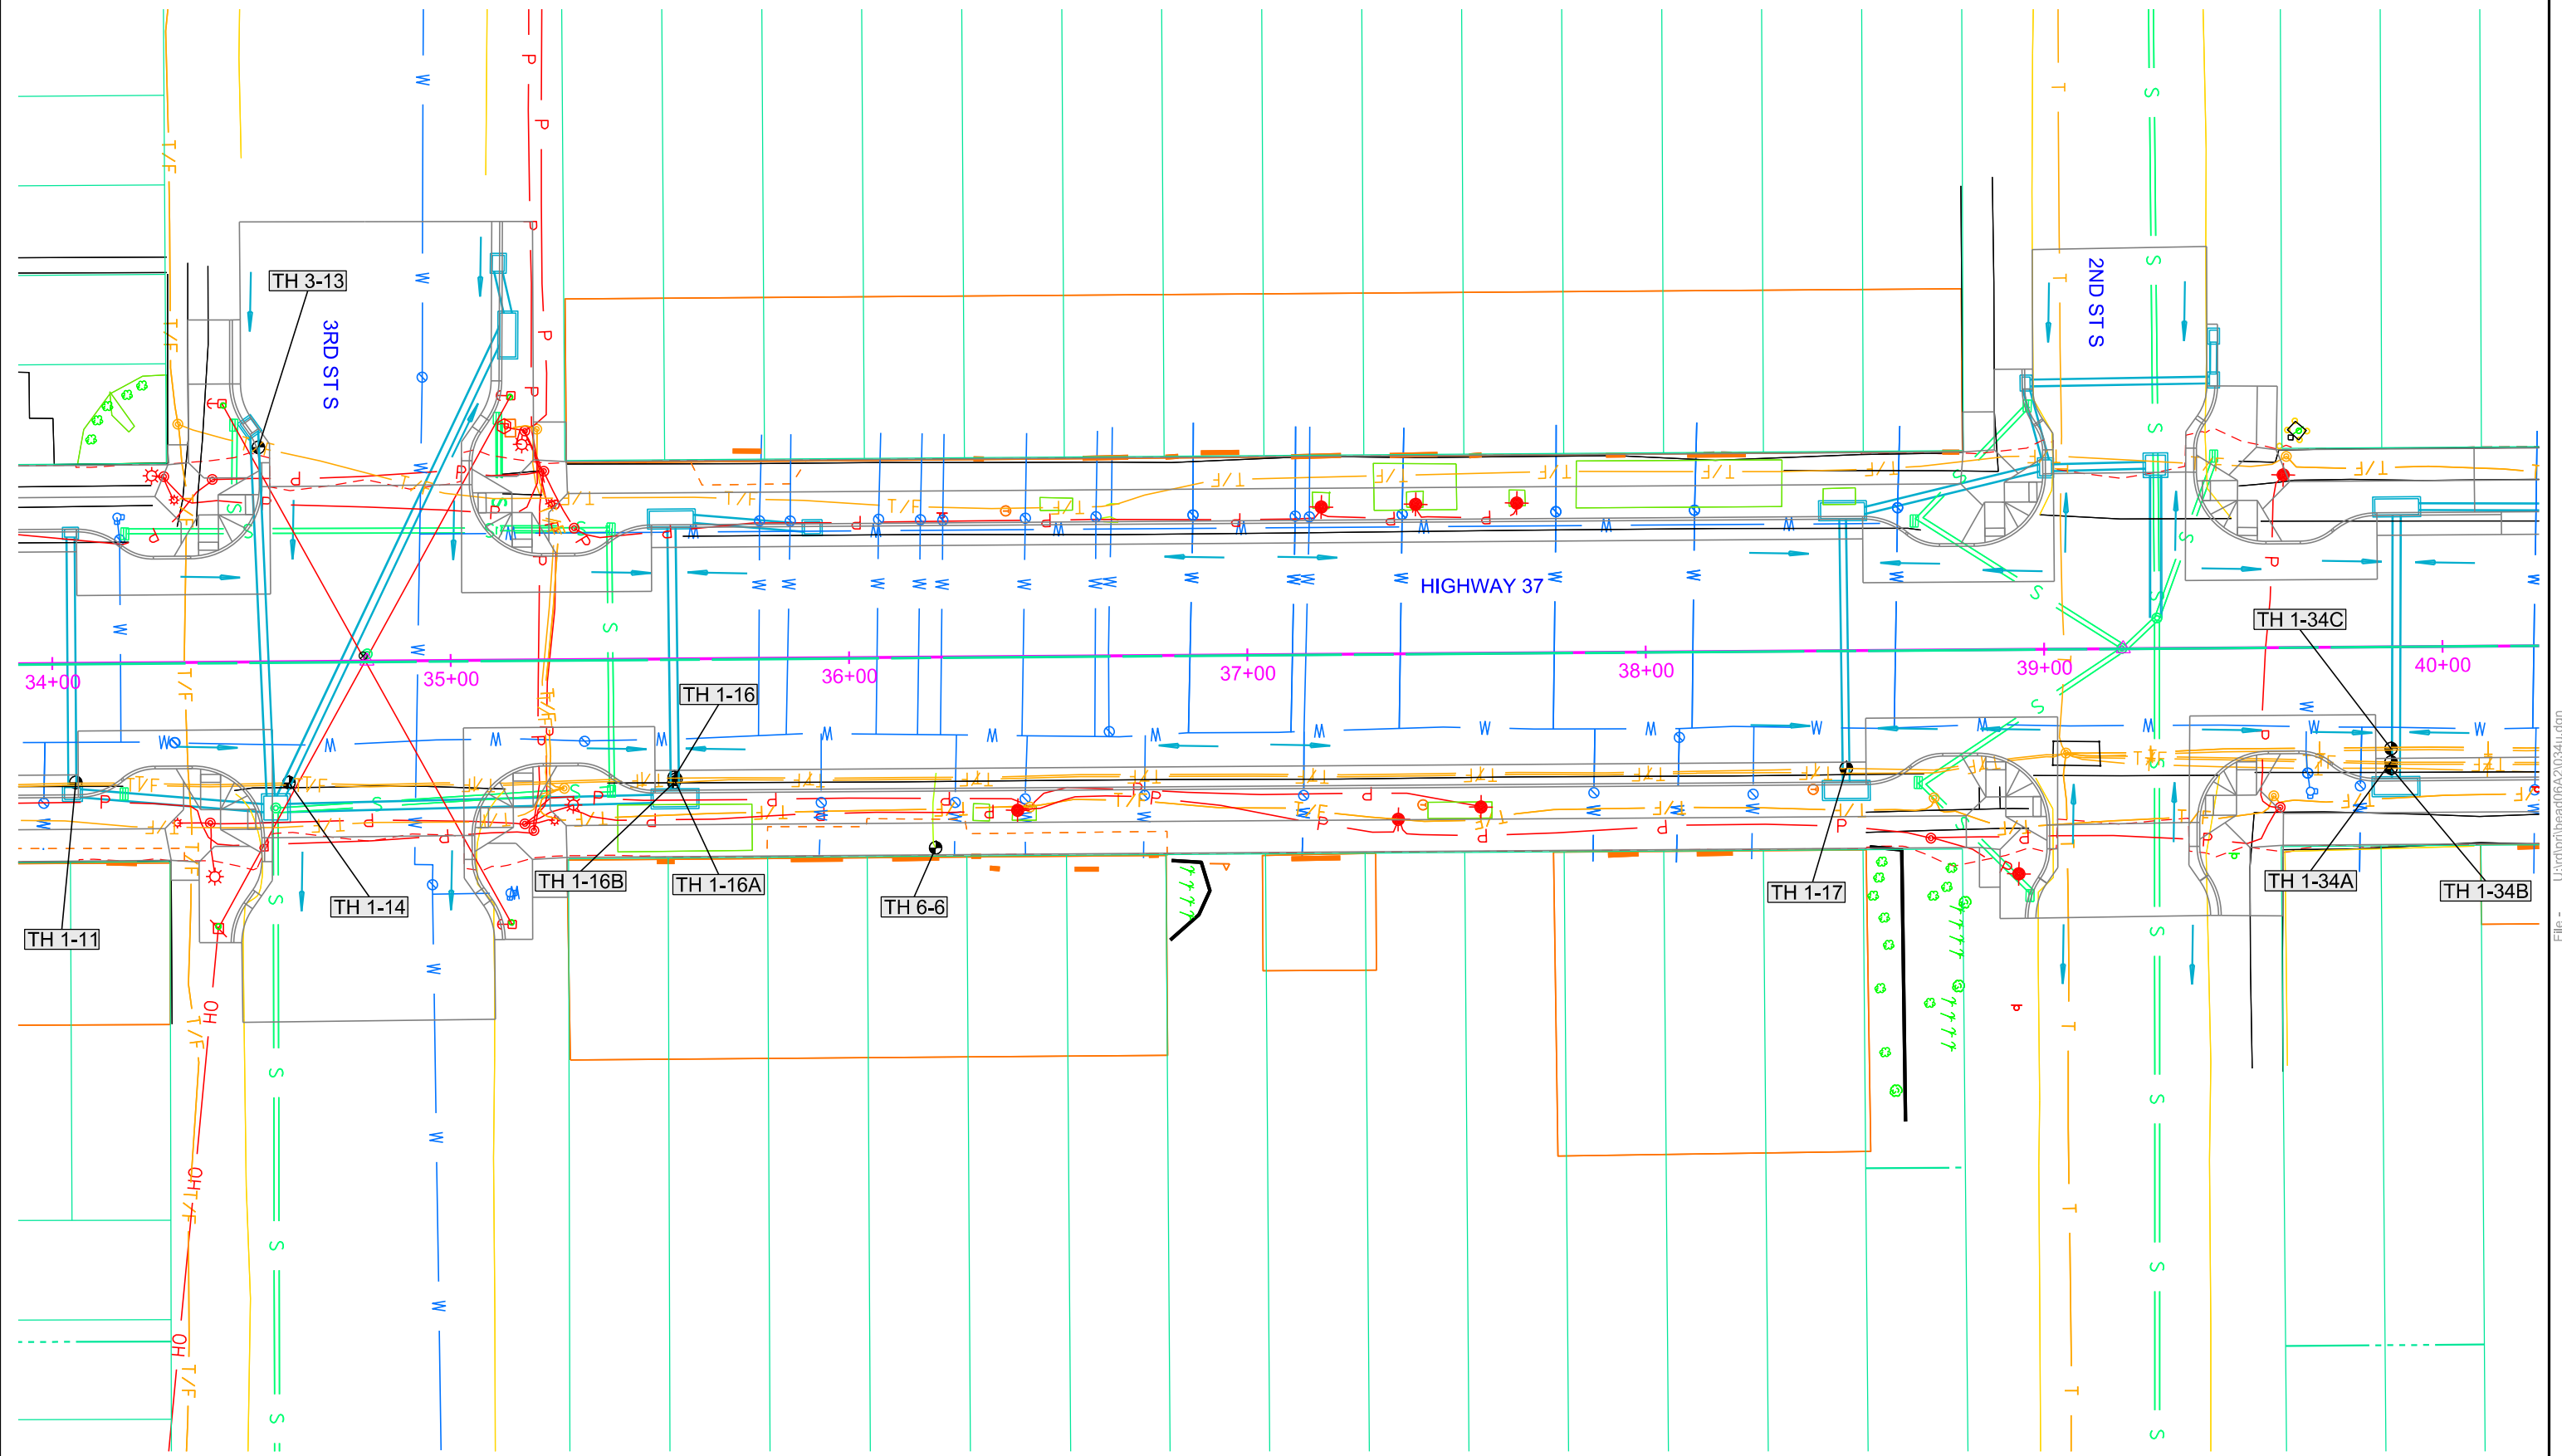 TH 3-13
3RD ST S
2ND ST S
HIGHWAY 37
TH 1-34C
34+00
35+00
36+00
37+00
38+00
39+00
40+00
TH 1-16
TH 1-11
TH 1-14
TH 1-16B
TH 1-16A
TH 6-6
TH 1-17
TH 1-34A
TH 1-34B
T/F
W
P
T
S
OH